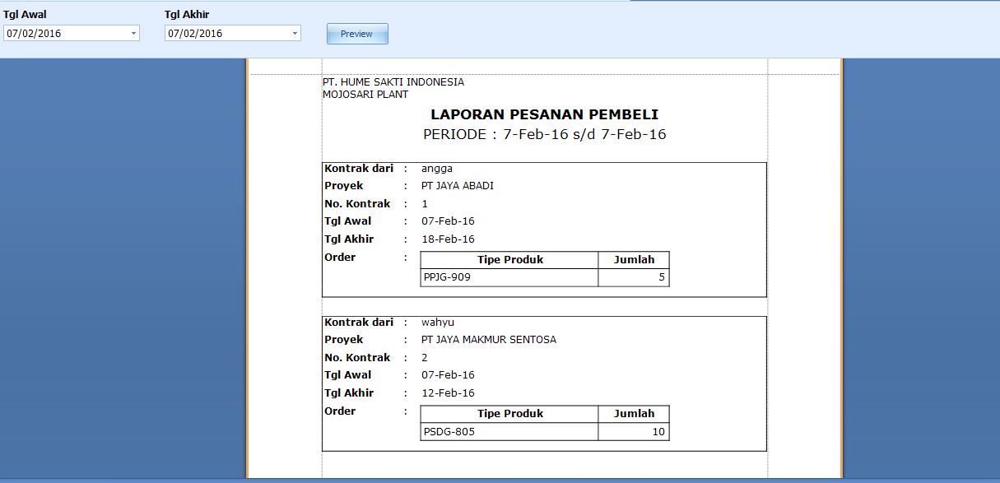 Tgl Awal Tgl Akhir
07/02/2016 07/02/2016 Preview
PT. HUME SAKTI INDONESIA
MOJOSARI PLANT
LAPORAN PESANAN PEMBELI
PERIODE : 7-Feb-16 s/d 7-Feb-16
Kontrak dari : angga
Proyek : PT JAYA ABADI
No. Kontrak : 1
Tgl Awal : 07-Feb-16
Tgl Akhir : 18-Feb-16
Order : Tipe Produk Jumlah
PPJG-909 5
Kontrak dari : wahyu
Proyek : PT JAYA MAKMUR SENTOSA
No. Kontrak : 2
Tgl Awal : 07-Feb-16
Tgl Akhir : 12-Feb-16
Order : Tipe Produk Jumlah
PSDG-805 10